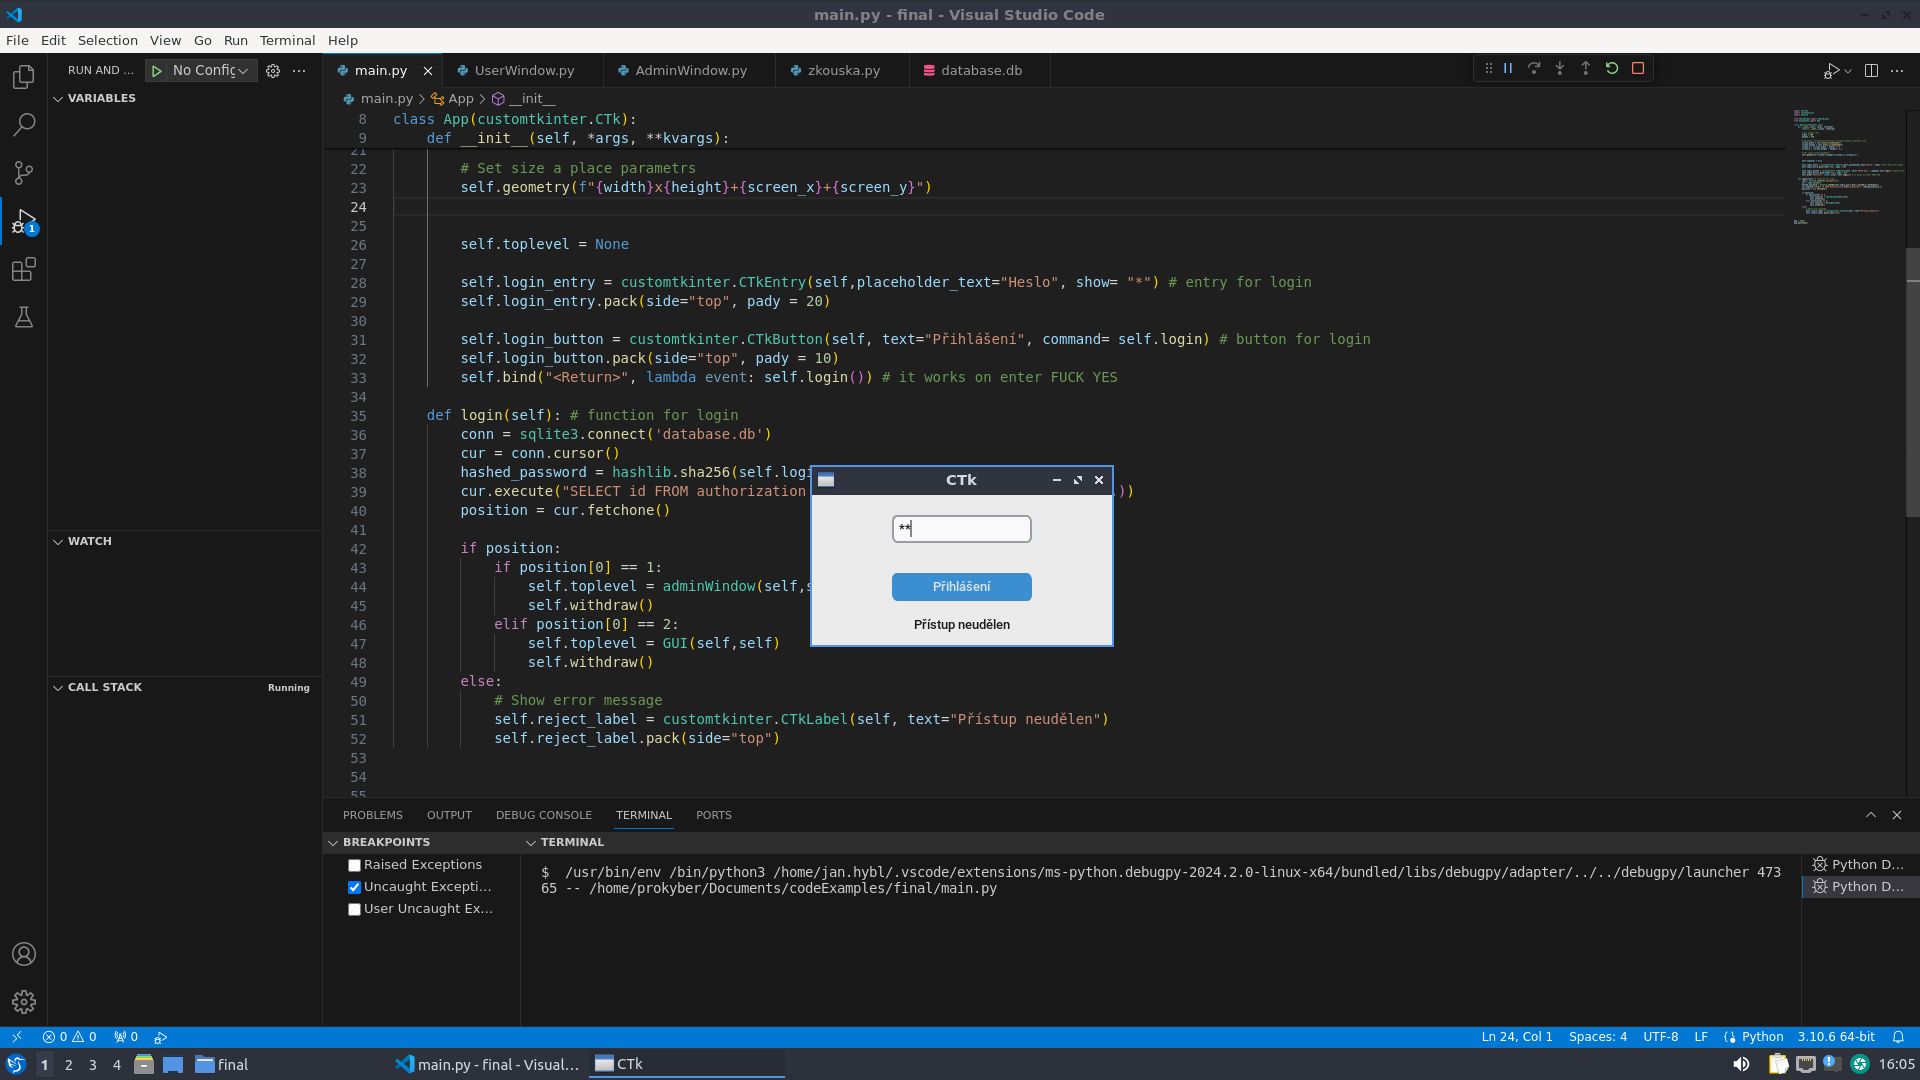 main.py - final - Visual Studio Code
File Edit Selection View Go Run Terminal Help
RUN AND ... No Config
main.py UserWindow.py AdminWindow.py zkouska.py database.db
VARIABLES
main.py > App > __init__
8 class App(customtkinter.CTk):
9 def __init__(self, *args, **kvargs):
21
22 # Set size a place parametrs
23 self.geometry(f"{width}x{height}+{screen_x}+{screen_y}")
24
25
26 self.toplevel = None
27
28 self.login_entry = customtkinter.CTkEntry(self,placeholder_text="Heslo", show= "*") # entry for login
29 self.login_entry.pack(side="top", pady = 20)
30
31 self.login_button = customtkinter.CTkButton(self, text="Přihlášení", command= self.login) # button for login
32 self.login_button.pack(side="top", pady = 10)
33 self.bind("<Return>", lambda event: self.login()) # it works on enter FUCK YES
34
35 def login(self): # function for login
36 conn = sqlite3.connect('database.db')
37 cur = conn.cursor()
38 hashed_password = hashlib.sha256(self.logi
39 cur.execute("SELECT id FROM authorization ))
40 position = cur.fetchone()
41
42 if position:
43 if position[0] == 1:
44 self.toplevel = adminWindow(self,s
45 self.withdraw()
46 elif position[0] == 2:
47 self.toplevel = GUI(self,self)
48 self.withdraw()
49 else:
50 # Show error message
51 self.reject_label = customtkinter.CTkLabel(self, text="Přístup neudělen")
52 self.reject_label.pack(side="top")
53
54
55
CTk
**
Přihlášení
Přístup neudělen
WATCH
CALL STACK Running
1
PROBLEMS OUTPUT DEBUG CONSOLE TERMINAL PORTS
BREAKPOINTS
Raised Exceptions
Uncaught Excepti...
User Uncaught Ex...
TERMINAL
$ /usr/bin/env /bin/python3 /home/jan.hybl/.vscode/extensions/ms-python.debugpy-2024.2.0-linux-x64/bundled/libs/debugpy/adapter/../../debugpy/launcher 473
65 -- /home/prokyber/Documents/codeExamples/final/main.py
Python D...
Python D...
0 0 0 Ln 24, Col 1 Spaces: 4 UTF-8 LF Python 3.10.6 64-bit
1 2 3 4 final main.py - final - Visual... CTk 16:05